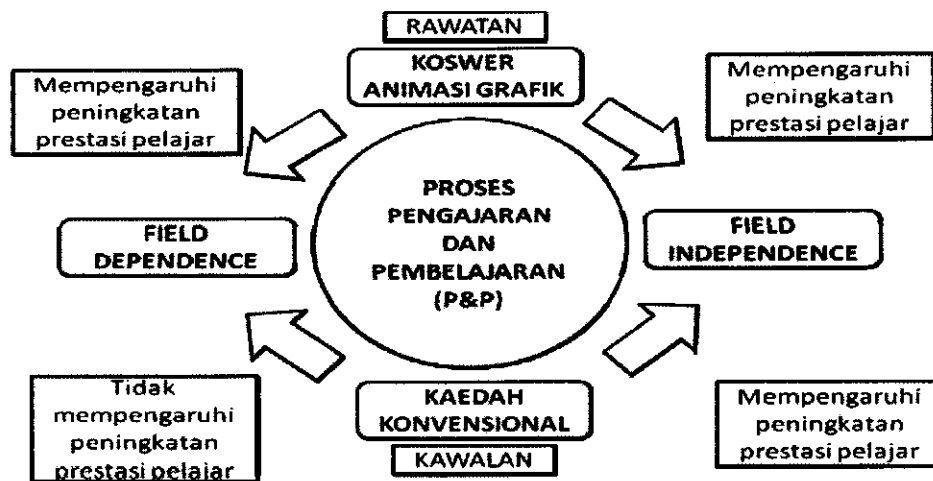 RAWATAN
KOSWER
ANIMASI GRAFIK
Mempengaruhi
peningkatan
prestasi pelajar
Mempengaruhi
peningkatan
prestasi pelajar
PROSES
PENGAJARAN
DAN
PEMBELAJARAN
(P&P)
FIELD
DEPENDENCE
FIELD
INDEPENDENCE
Tidak
mempengaruhi
peningkatan
prestasi pelajar
KAEDAH
KONVENSIONAL
KAWALAN
Mempengaruhi
peningkatan
prestasi pelajar